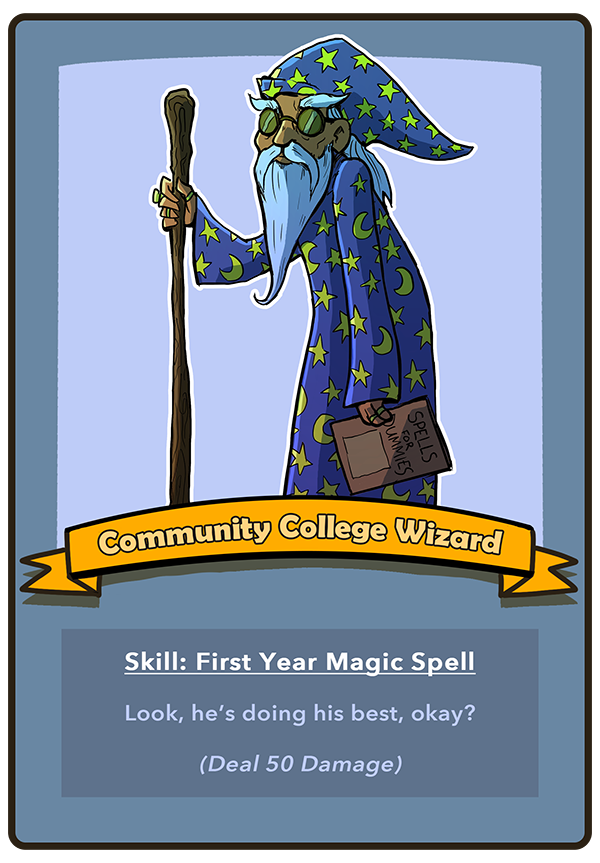 SPELLS
FOR
DUMMIES
Community College Wizard
Skill: First Year Magic Spell
Look, he's doing his best, okay?
(Deal 50 Damage)